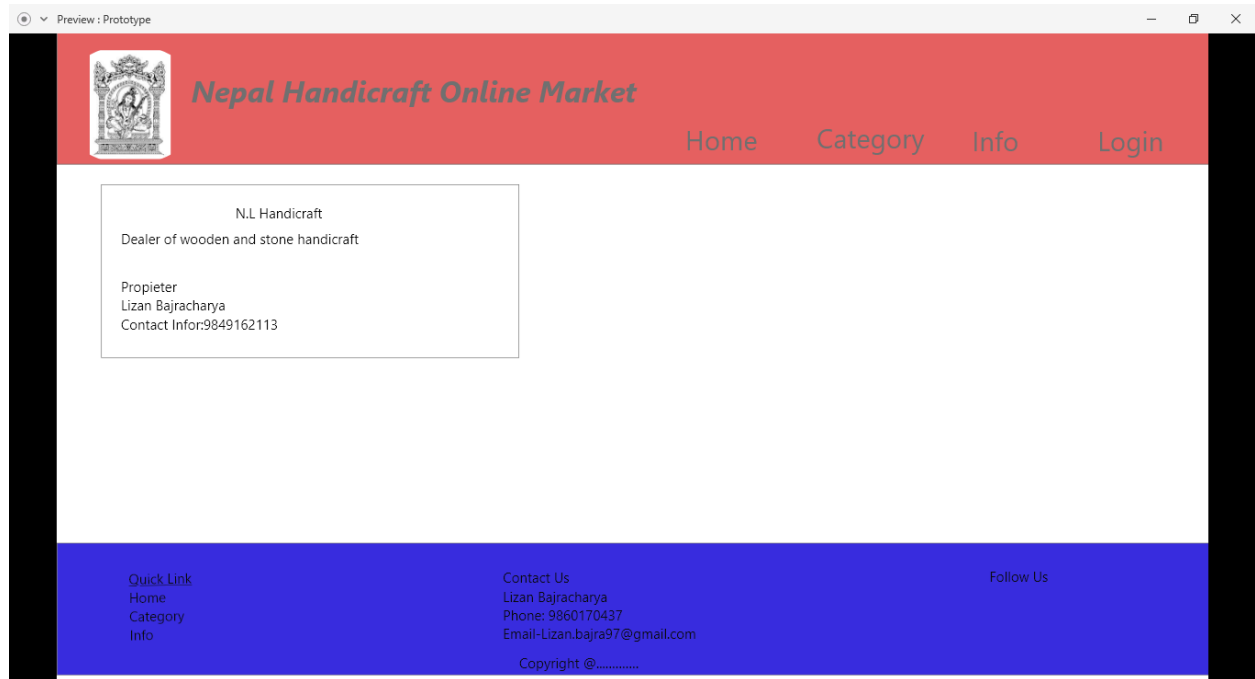 Preview : Prototype
Nepal Handicraft Online Market
Home Category Info Login
N.L Handicraft
Dealer of wooden and stone handicraft
Propieter
Lizan Bajracharya
Contact Infor:9849162113
Quick Link
Home
Category
Info
Contact Us
Lizan Bajracharya
Phone: 9860170437
Email-Lizan.bajra97@gmail.com
Copyright @.............
Follow Us